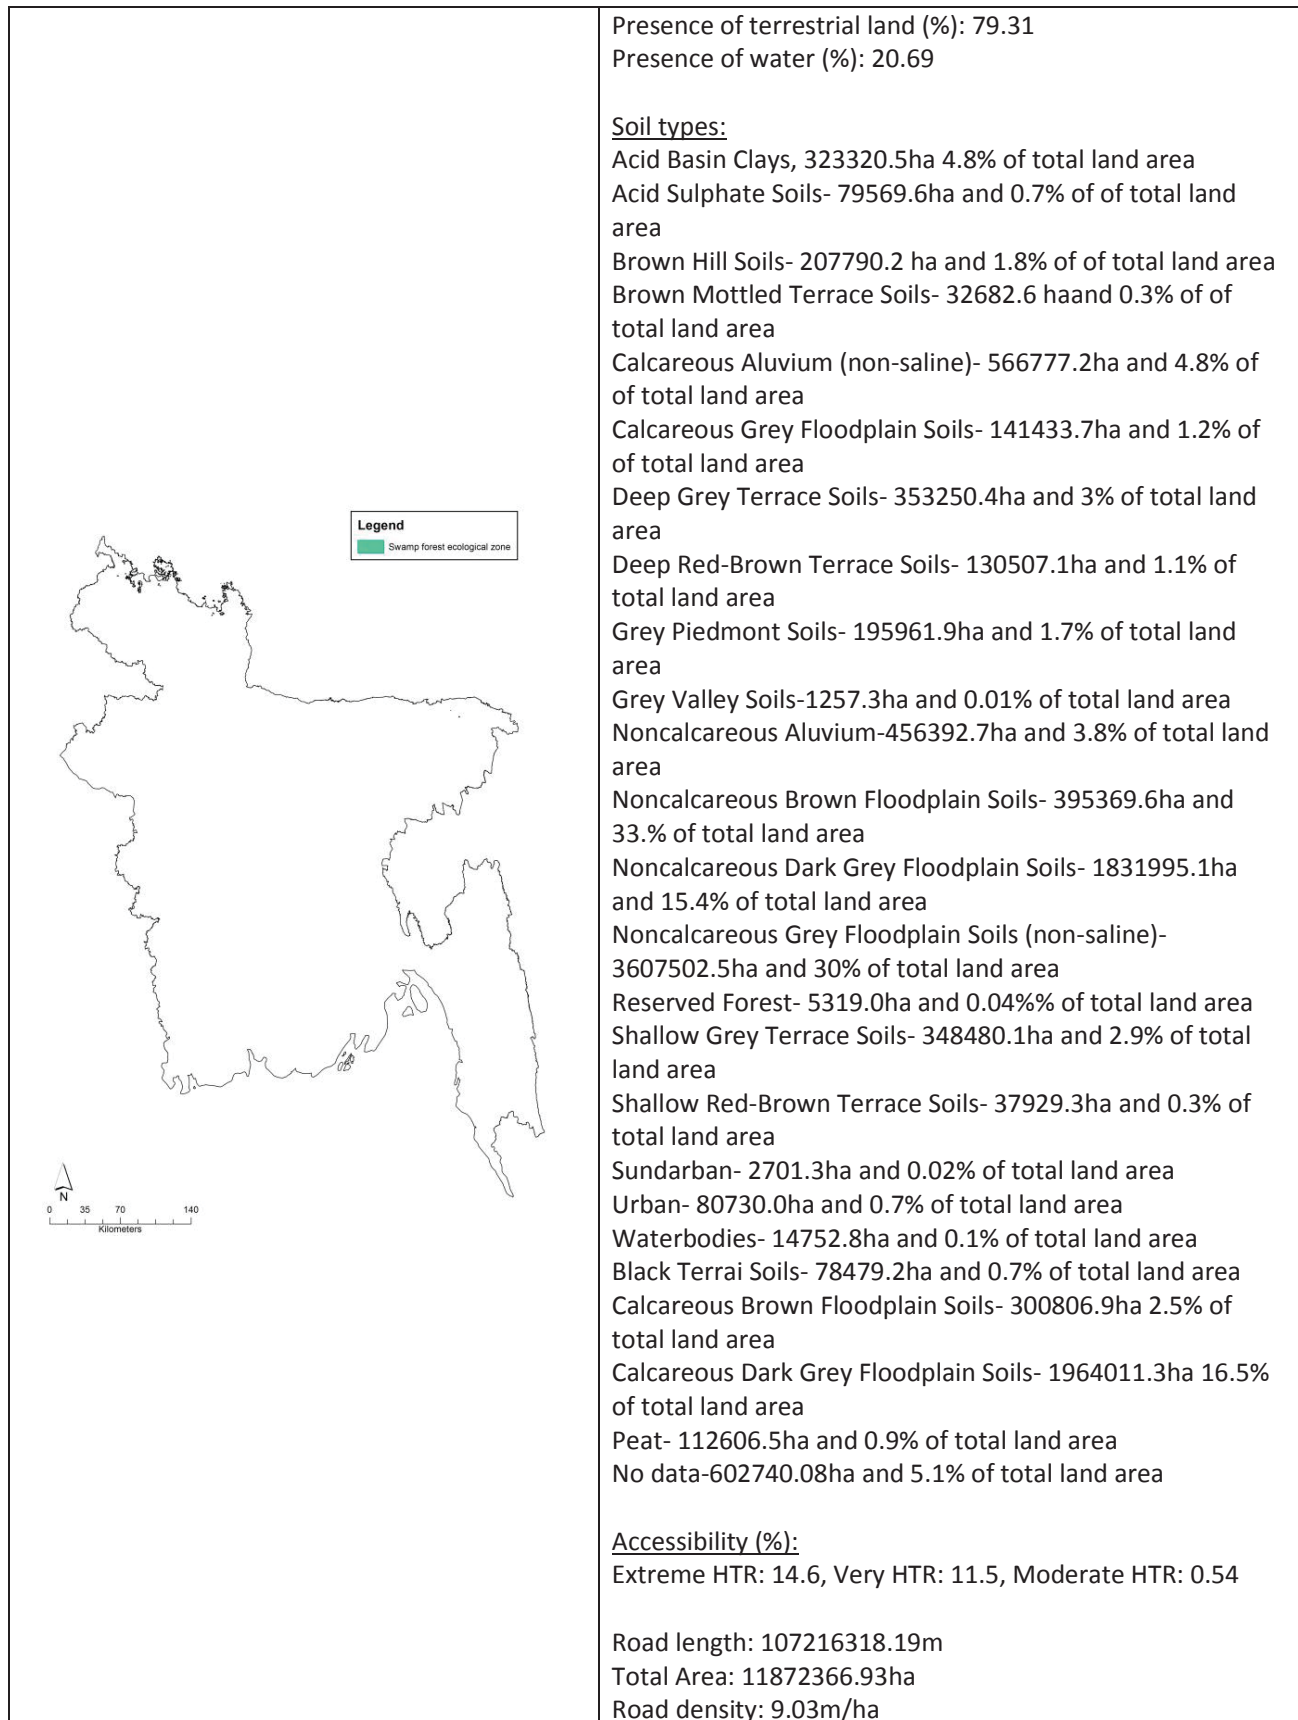 Legend
Swamp forest ecological zone
N
0 35 70 140
Kilometers
Presence of terrestrial land (%): 79.31
Presence of water (%): 20.69
Soil types:
Acid Basin Clays, 323320.5ha 4.8% of total land area
Acid Sulphate Soils- 79569.6ha and 0.7% of of total land
area
Brown Hill Soils- 207790.2 ha and 1.8% of of total land area
Brown Mottled Terrace Soils- 32682.6 haand 0.3% of of
total land area
Calcareous Aluvium (non-saline)- 566777.2ha and 4.8% of
of total land area
Calcareous Grey Floodplain Soils- 141433.7ha and 1.2% of
of total land area
Deep Grey Terrace Soils- 353250.4ha and 3% of total land
area
Deep Red-Brown Terrace Soils- 130507.1ha and 1.1% of
total land area
Grey Piedmont Soils- 195961.9ha and 1.7% of total land
area
Grey Valley Soils-1257.3ha and 0.01% of total land area
Noncalcareous Aluvium-456392.7ha and 3.8% of total land
area
Noncalcareous Brown Floodplain Soils- 395369.6ha and
33.% of total land area
Noncalcareous Dark Grey Floodplain Soils- 1831995.1ha
and 15.4% of total land area
Noncalcareous Grey Floodplain Soils (non-saline)-
3607502.5ha and 30% of total land area
Reserved Forest- 5319.0ha and 0.04%% of total land area
Shallow Grey Terrace Soils- 348480.1ha and 2.9% of total
land area
Shallow Red-Brown Terrace Soils- 37929.3ha and 0.3% of
total land area
Sundarban- 2701.3ha and 0.02% of total land area
Urban- 80730.0ha and 0.7% of total land area
Waterbodies- 14752.8ha and 0.1% of total land area
Black Terrai Soils- 78479.2ha and 0.7% of total land area
Calcareous Brown Floodplain Soils- 300806.9ha 2.5% of
total land area
Calcareous Dark Grey Floodplain Soils- 1964011.3ha 16.5%
of total land area
Peat- 112606.5ha and 0.9% of total land area
No data-602740.08ha and 5.1% of total land area
Accessibility (%):
Extreme HTR: 14.6, Very HTR: 11.5, Moderate HTR: 0.54
Road length: 107216318.19m
Total Area: 11872366.93ha
Road density: 9.03m/ha